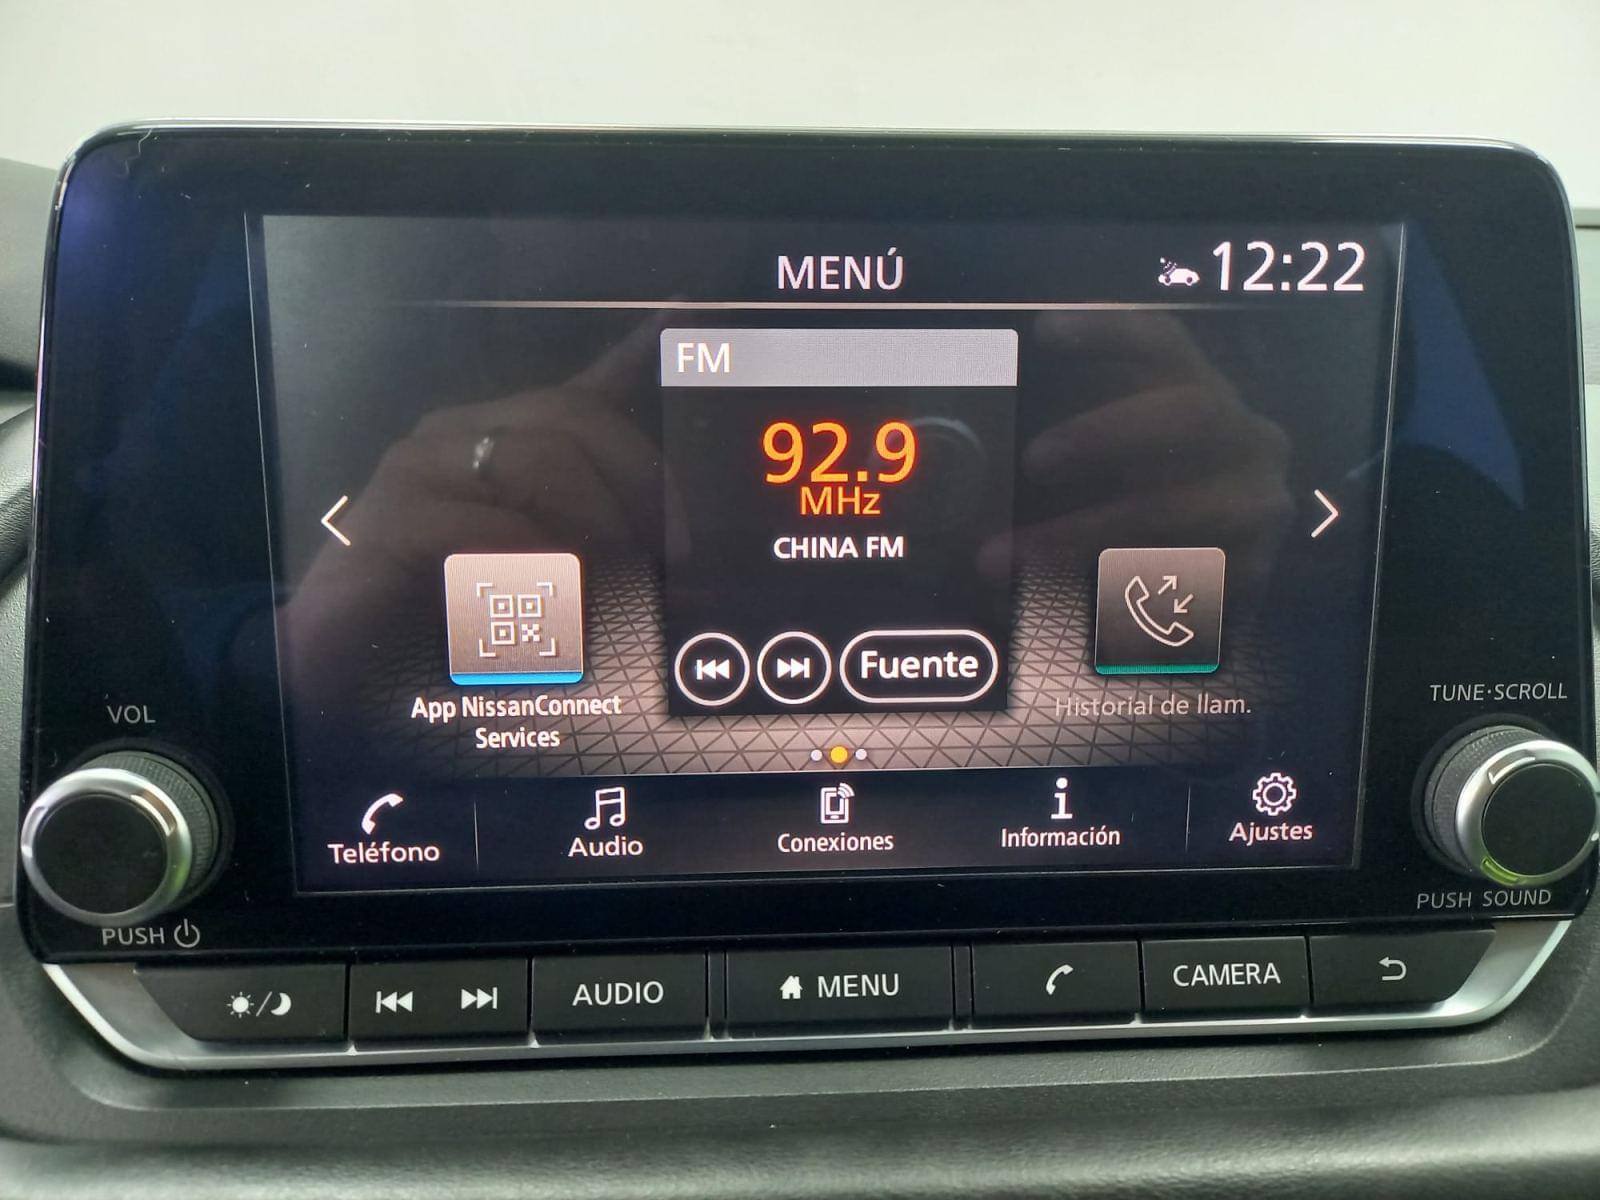 MENÚ
12:22
FM
92.9
MHz
CHINA FM
Fuente
App NissanConnect
Services
Historial de llam.
Teléfono
Audio
Conexiones
Información
Ajustes
VOL
PUSH
TUNE·SCROLL
PUSH SOUND
AUDIO
MENU
CAMERA